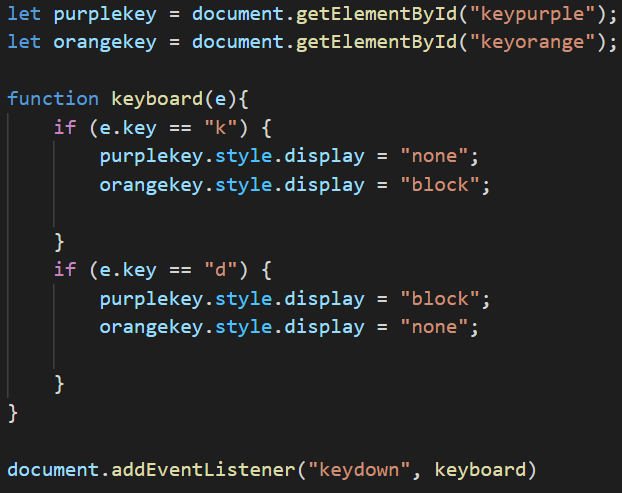 let purplekey = document.getElementById("keypurple");
let orangekey = document.getElementById("keyorange");

function keyboard(e){
    if (e.key == "k") {
        purplekey.style.display = "none";
        orangekey.style.display = "block";

    }
    if (e.key == "d") {
        purplekey.style.display = "block";
        orangekey.style.display = "none";

    }
}

document.addEventListener("keydown", keyboard)